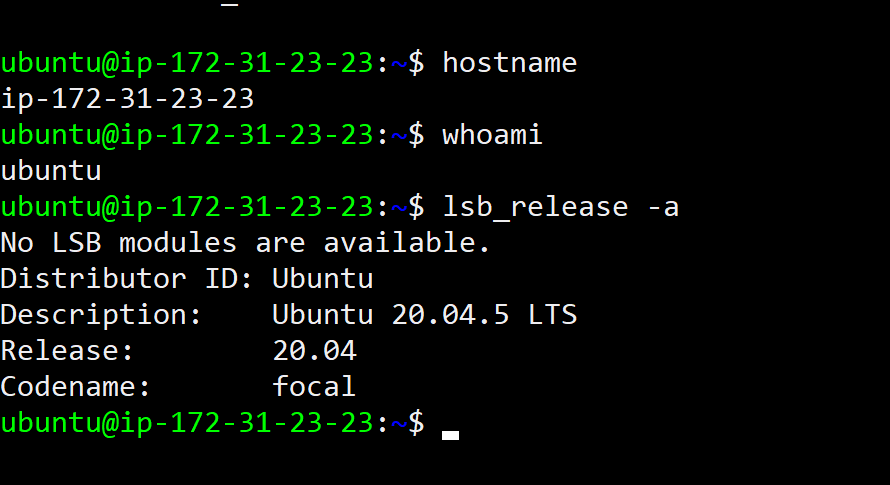 ubuntu@ip-172-31-23-23:~$ hostname
ip-172-31-23-23
ubuntu@ip-172-31-23-23:~$ whoami
ubuntu
ubuntu@ip-172-31-23-23:~$ lsb_release -a
No LSB modules are available.
Distributor ID: Ubuntu
Description:    Ubuntu 20.04.5 LTS
Release:        20.04
Codename:       focal
ubuntu@ip-172-31-23-23:~$